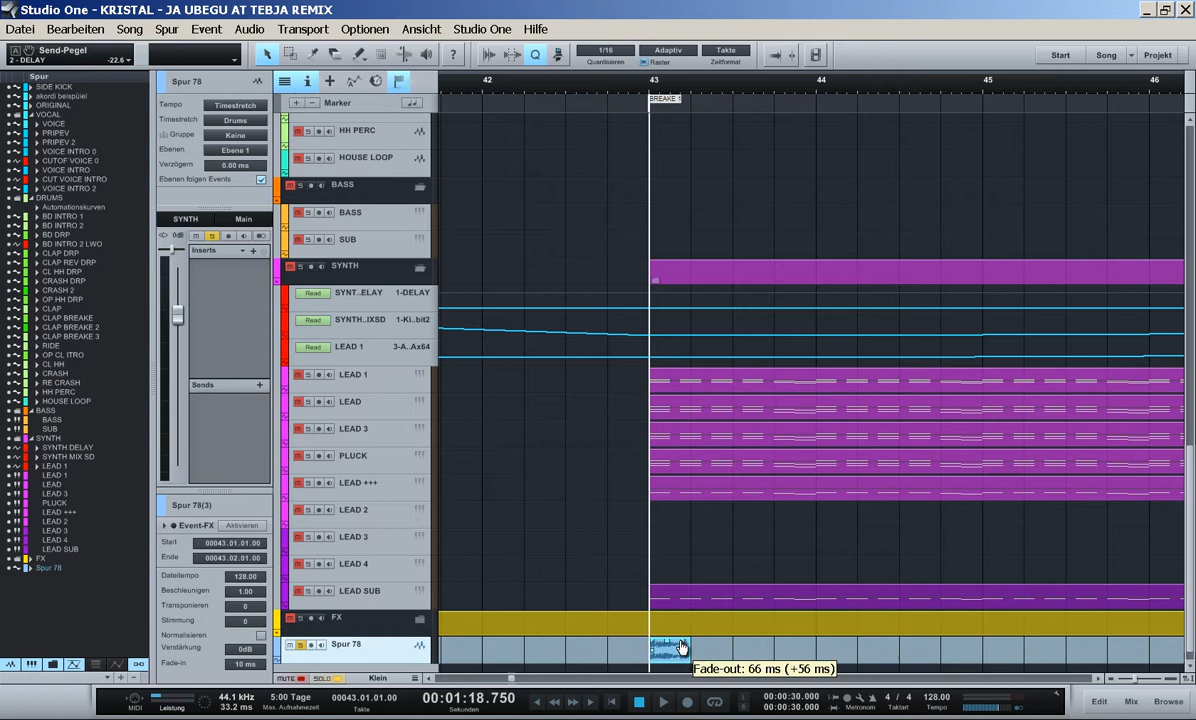 Studio One - KRISTAL - JA UBEGU AT TEBJA REMIX
Datei Bearbeiten Song Spur Event Audio Transport Optionen Ansicht Studio One Hilfe
Send-Pegel
2 - DELAY -22.6
1/16 Adaptiv Takte
Quantisieren Raster Zeitformat
Start Song Projekt
Spur
SIDE KICK
akordi beispüiel
ORIGINAL
VOCAL
VOICE
PRIPEV
PRIPEV 2
VOICE INTRO 0
CUTOF VOICE 0
VOICE INTRO
CUT VOICE INTRO
VOICE INTRO 2
DRUMS
Automationskurven
BD INTRO 1
BD INTRO 2
BD DRP
BD INTRO 2 LWO
CLAP DRP
CLAP REV DRP
CL HH DRP
CRASH DRP
CRASH 2
OP HH DRP
CLAP
CLAP BREAKE
CLAP BREAKE 2
CLAP BREAKE 3
RIDE
OP CL ITRO
CL HH
CRASH
RE CRASH
HH PERC
HOUSE LOOP
BASS
BASS
SUB
SYNTH
SYNTH DELAY
SYNTH MIX SD
LEAD 1
LEAD 1
LEAD
LEAD 3
PLUCK
LEAD +++
LEAD 2
LEAD 3
LEAD 4
LEAD SUB
FX
Spur 78
Spur 78
Tempo Timestretch
Timestretch Drums
Gruppe Keine
Ebenen Ebene 1
Verzögern 0.00 ms
Ebenen folgen Events
SYNTH Main
0dB
Inserts
Sends
Spur 78(3)
Event-FX Aktivieren
Start 00043.01.01.00
Ende 00043.02.01.00
Dateitempo 128.00
Beschleunigen 1.00
Transponieren 0
Stimmung 0
Normalisieren
Verstärkung 0dB
Fade-in 10 ms
42 43 44 45 46
Marker
BREAKE 1
M S HH PERC
M S HOUSE LOOP
M S BASS
M S BASS
M S SUB
M S SYNTH
Read SYNT..ELAY 1-DELAY
Read SYNTH..IXSD 1-Ki..bit2
Read LEAD 1 3-A..Ax64
M S LEAD 1
M S LEAD
M S LEAD 3
M S PLUCK
M S LEAD +++
M S LEAD 2
M S LEAD 3
M S LEAD 4
M S LEAD SUB
M S FX
M S Spur 78
Fade-out: 66 ms (+56 ms)
MUTE SOLO Klein
MIDI Leistung
44.1 kHz
33.2 ms
5:00 Tage
Max. Aufnahmezeit
00043.01.01.00
Takte
00:01:18.750
Sekunden
00:00:30.000
00:00:30.000
Metronom
4 / 4
Taktart
128.00
Tempo
Edit Mix Browse